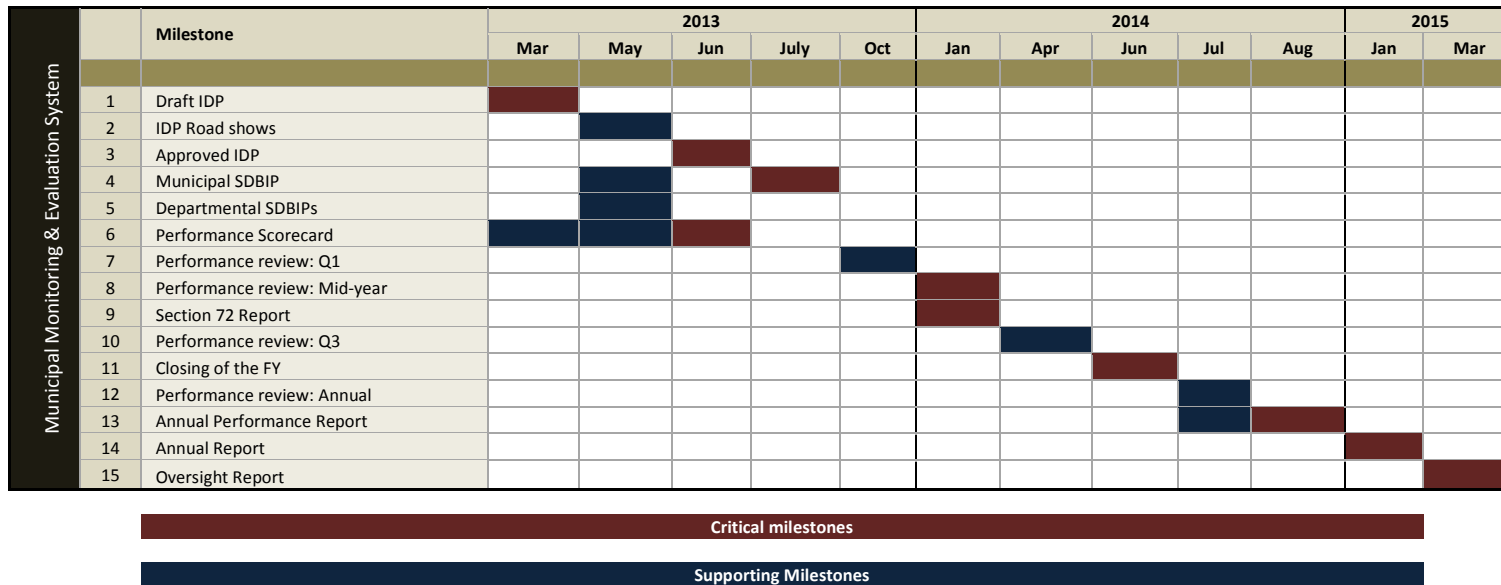 Municipal Monitoring & Evaluation System
Milestone 2013 2014 2015
Mar May Jun July Oct Jan Apr Jun Jul Aug Jan Mar
1 Draft IDP
2 IDP Road shows
3 Approved IDP
4 Municipal SDBIP
5 Departmental SDBIPs
6 Performance Scorecard
7 Performance review: Q1
8 Performance review: Mid-year
9 Section 72 Report
10 Performance review: Q3
11 Closing of the FY
12 Performance review: Annual
13 Annual Performance Report
14 Annual Report
15 Oversight Report
Critical milestones
Supporting Milestones